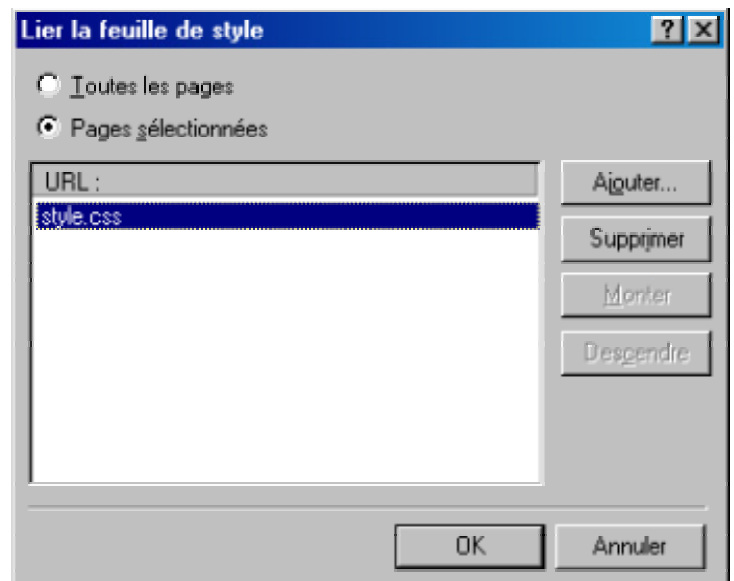 Lier la feuille de style
Toutes les pages
Pages sélectionnées
URL :
style.css
Ajouter...
Supprimer
Monter
Descendre
OK
Annuler